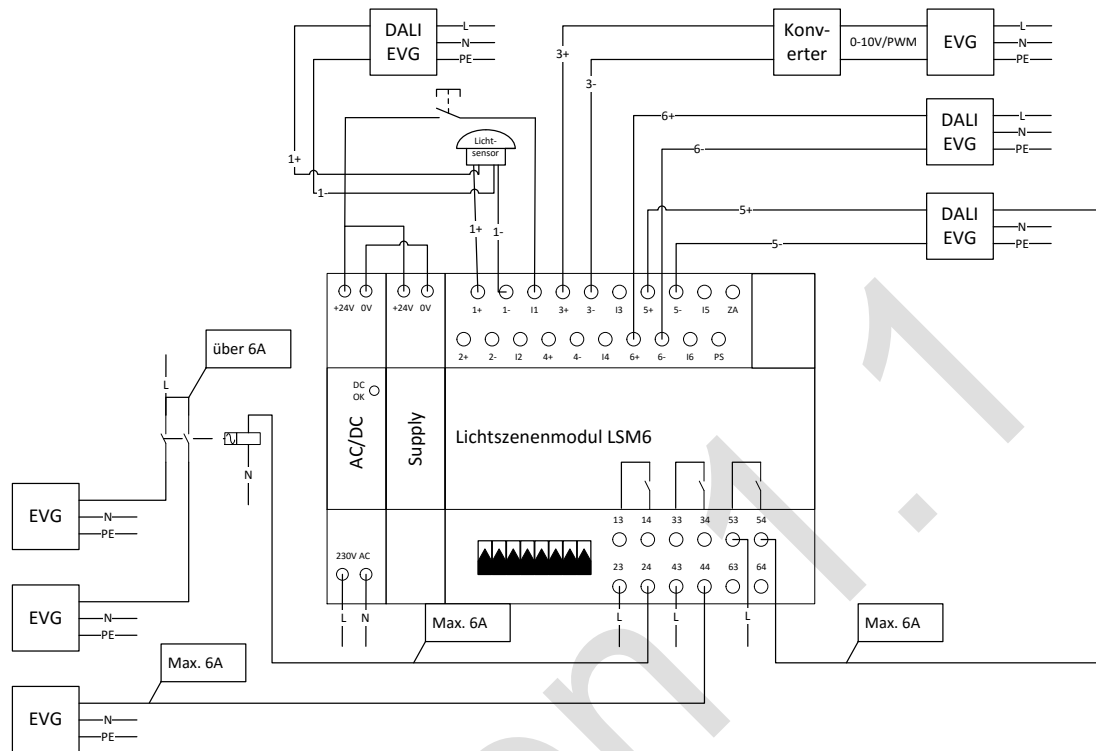 L
DALI
EVG
N
PE
Konv-
erter
0-10V/PWM
EVG
L
N
PE
3+
3-
DALI
EVG
L
N
PE
6+
6-
Licht-
sensor
1+
1-
1+
1-
5+
5-
DALI
EVG
N
PE
+24V 0V
+24V 0V
1+ 1- I1 3+ 3- I3 5+ 5- I5 ZA
2+ 2- I2 4+ 4- I4 6+ 6- I6 PS
über 6A
L
DC
OK
AC/DC
Supply
Lichtszenenmodul LSM6
N
EVG
N
PE
13 14 33 34 53 54
230V AC
23 24 43 44 63 64
L N
L
L
L
EVG
N
PE
Max. 6A
Max. 6A
Max. 6A
EVG
N
PE
n 1.1